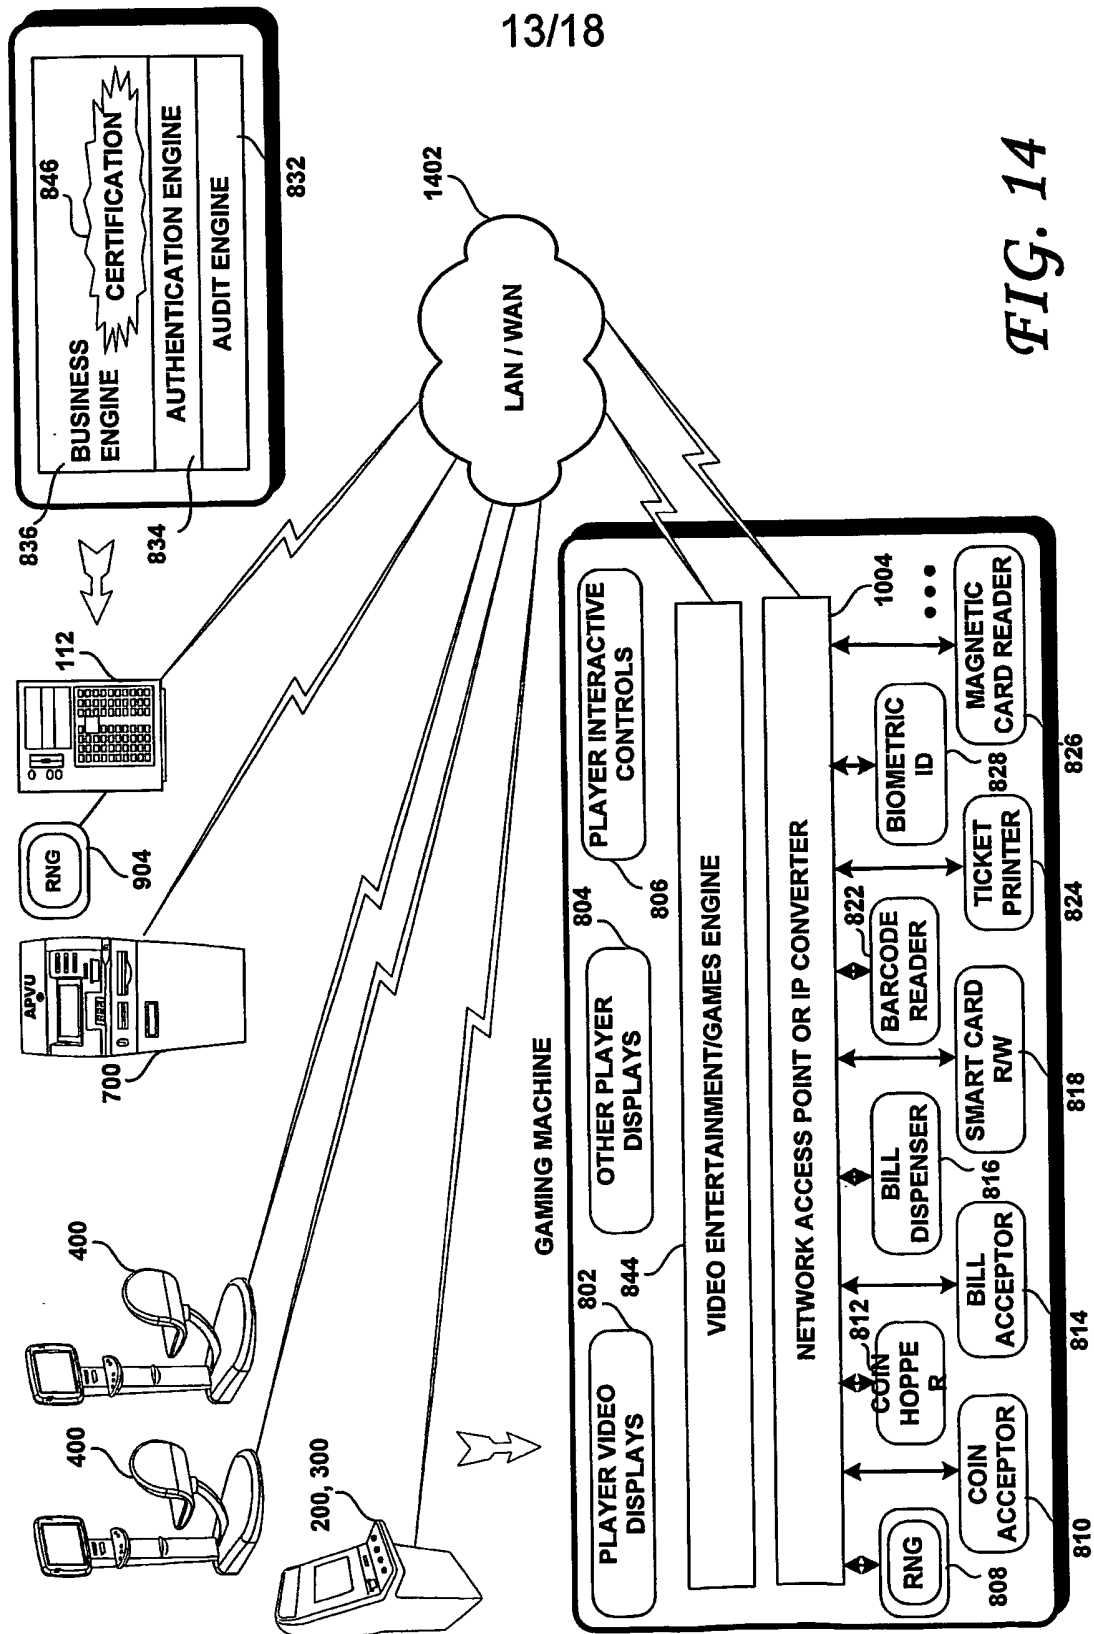 13/18
836
BUSINESS
ENGINE
846
CERTIFICATION
834
AUTHENTICATION ENGINE
AUDIT ENGINE
832
112
RNG
904
APVU
700
400
400
200, 300
1402
LAN / WAN
GAMING MACHINE
802
PLAYER VIDEO
DISPLAYS
804
OTHER PLAYER
DISPLAYS
806
PLAYER INTERACTIVE
CONTROLS
844
VIDEO ENTERTAINMENT/GAMES ENGINE
NETWORK ACCESS POINT OR IP CONVERTER
1004
RNG
808
COIN
ACCEPTOR
810
812
COIN
HOPPE
R
BILL
ACCEPTOR
814
BILL
DISPENSER
816
SMART CARD
R/W
818
822
BARCODE
READER
TICKET
PRINTER
824
BIOMETRIC
ID
828
MAGNETIC
CARD READER
826
FIG. 14